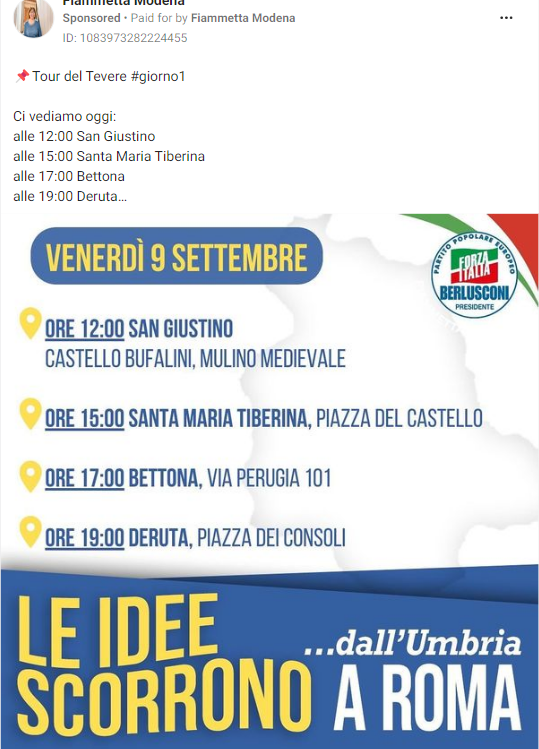 Fiammetta Modena
Sponsored • Paid for by Fiammetta Modena
ID: 1083973282224455
📌Tour del Tevere #giorno1
Ci vediamo oggi:
alle 12:00 San Giustino
alle 15:00 Santa Maria Tiberina
alle 17:00 Bettona
alle 19:00 Deruta...
VENERDÌ 9 SETTEMBRE
PARTITO POPOLARE EUROPEO
FORZA
ITALIA
BERLUSCONI
PRESIDENTE
ORE 12:00 SAN GIUSTINO
CASTELLO BUFALINI, MULINO MEDIEVALE
ORE 15:00 SANTA MARIA TIBERINA, PIAZZA DEL CASTELLO
ORE 17:00 BETTONA, VIA PERUGIA 101
ORE 19:00 DERUTA, PIAZZA DEI CONSOLI
LE IDEE
SCORRONO
...dall'Umbria
A ROMA